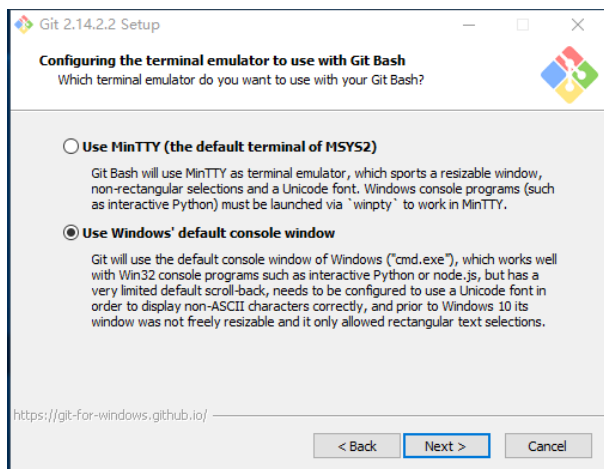 Git 2.14.2.2 Setup
Configuring the terminal emulator to use with Git Bash
Which terminal emulator do you want to use with your Git Bash?
Use MinTTY (the default terminal of MSYS2)
Git Bash will use MinTTY as terminal emulator, which sports a resizable window,
non-rectangular selections and a Unicode font. Windows console programs (such
as interactive Python) must be launched via `winpty` to work in MinTTY.
Use Windows' default console window
Git will use the default console window of Windows ("cmd.exe"), which works well
with Win32 console programs such as interactive Python or node.js, but has a
very limited default scroll-back, needs to be configured to use a Unicode font in
order to display non-ASCII characters correctly, and prior to Windows 10 its
window was not freely resizable and it only allowed rectangular text selections.
https://git-for-windows.github.io/
< Back Next > Cancel